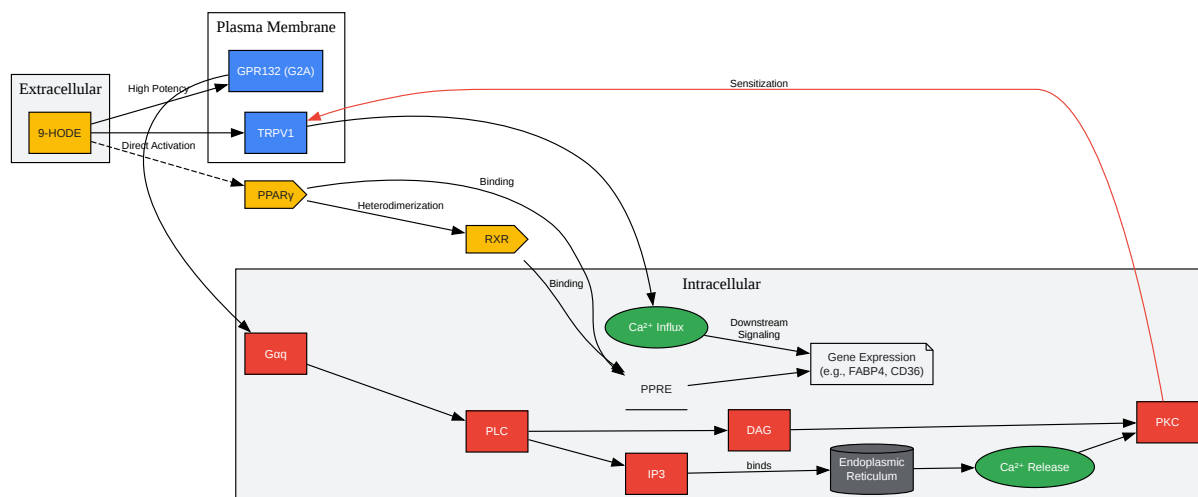 Plasma Membrane
GPR132 (G2A)
Sensitization
Extracellular
High Potency
9-HODE
TRPV1
Direct Activation
PPARγ
Binding
Heterodimerization
RXR
Binding
Intracellular
Ca²⁺ Influx
Downstream
Signaling
Gαq
Gene Expression
(e.g., FABP4, CD36)
PPRE
PLC
DAG
PKC
IP3
binds
Endoplasmic
Reticulum
Ca²⁺ Release